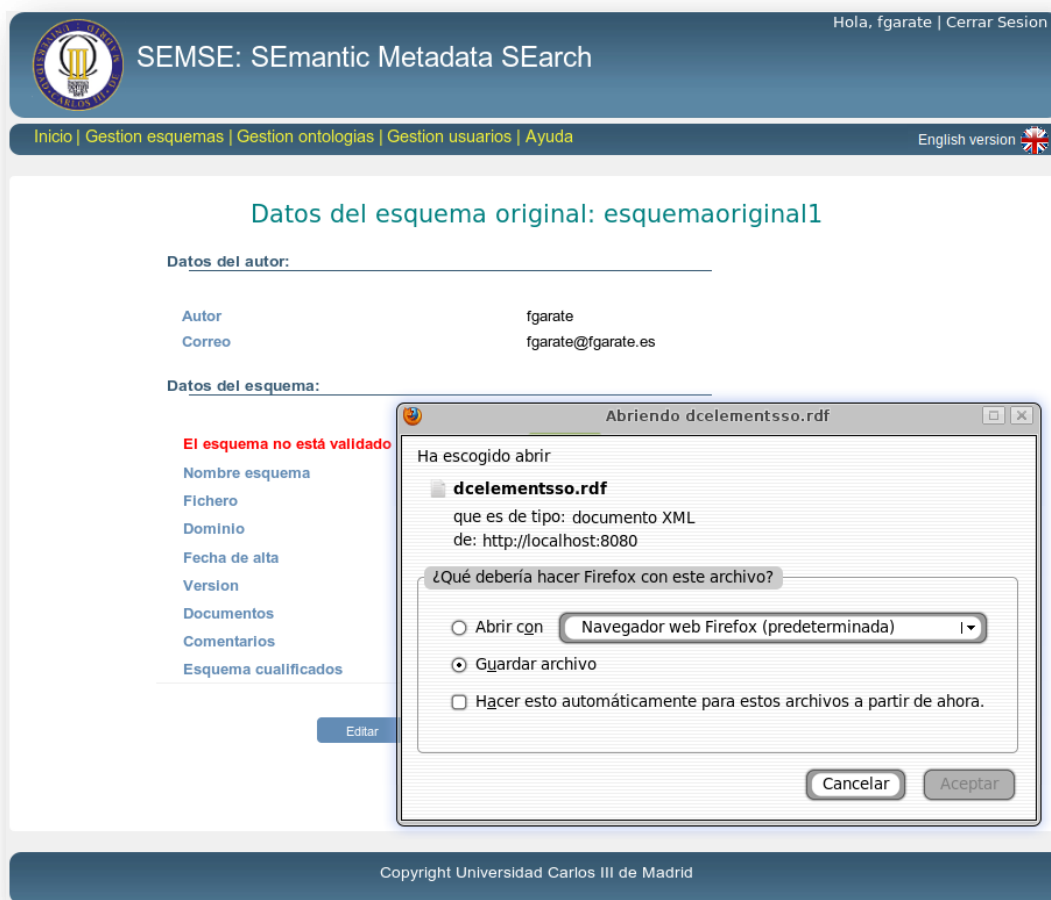 Hola, fgarate | Cerrar Sesion
SEMSE: SEmantic Metadata SEarch
Inicio | Gestion esquemas | Gestion ontologias | Gestion usuarios | Ayuda
English version
Datos del esquema original: esquemaoriginal1
Datos del autor:
Autor fgarate
Correo fgarate@fgarate.es
Datos del esquema:
El esquema no está validado
Nombre esquema
Fichero
Dominio
Fecha de alta
Version
Documentos
Comentarios
Esquema cualificados
Editar
Abriendo dcelementsso.rdf
Ha escogido abrir
dcelementsso.rdf
que es de tipo: documento XML
de: http://localhost:8080
¿Qué debería hacer Firefox con este archivo?
Abrir con Navegador web Firefox (predeterminada)
Guardar archivo
Hacer esto automáticamente para estos archivos a partir de ahora.
Cancelar Aceptar
Copyright Universidad Carlos III de Madrid